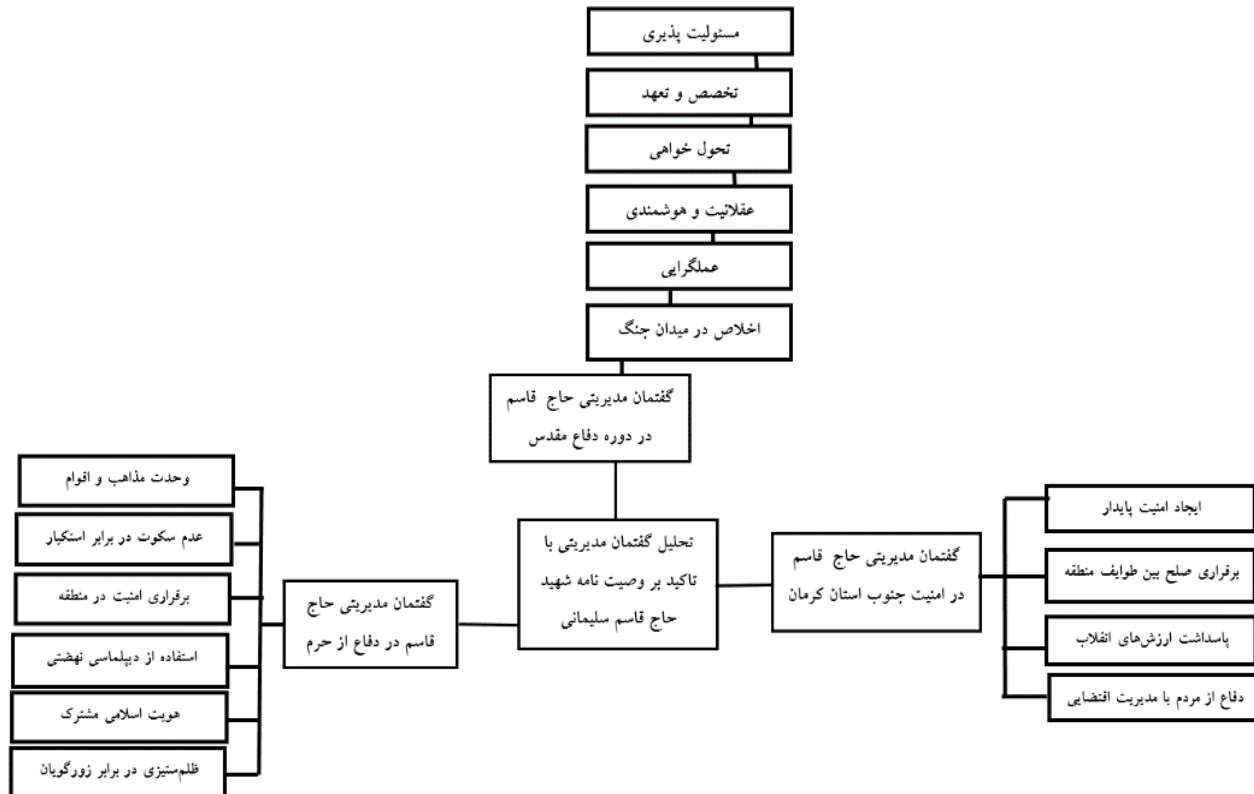 مسئولیت پذیری
تخصص و تعهد
تحول خواهی
عقلانیت و هوشمندی
عملگرایی
اخلاص در میدان جنگ
گفتمان مدیریتی حاج قاسم
در دوره دفاع مقدس
تحلیل گفتمان مدیریتی با
تاکید بر وصیت نامه شهید
حاج قاسم سلیمانی
گفتمان مدیریتی حاج قاسم
در امنیت جنوب استان کرمان
ایجاد امنیت پایدار
برقراری صلح بین طوایف منطقه
پاسداشت ارزش‌های انقلاب
دفاع از مردم با مدیریت اقتضایی
گفتمان مدیریتی حاج
قاسم در دفاع از حرم
وحدت مذاهب و اقوام
عدم سکوت در برابر استکبار
برقراری امنیت در منطقه
استفاده از دیپلماسی نهضتی
هویت اسلامی مشترک
ظلم‌ستیزی در برابر زورگویان